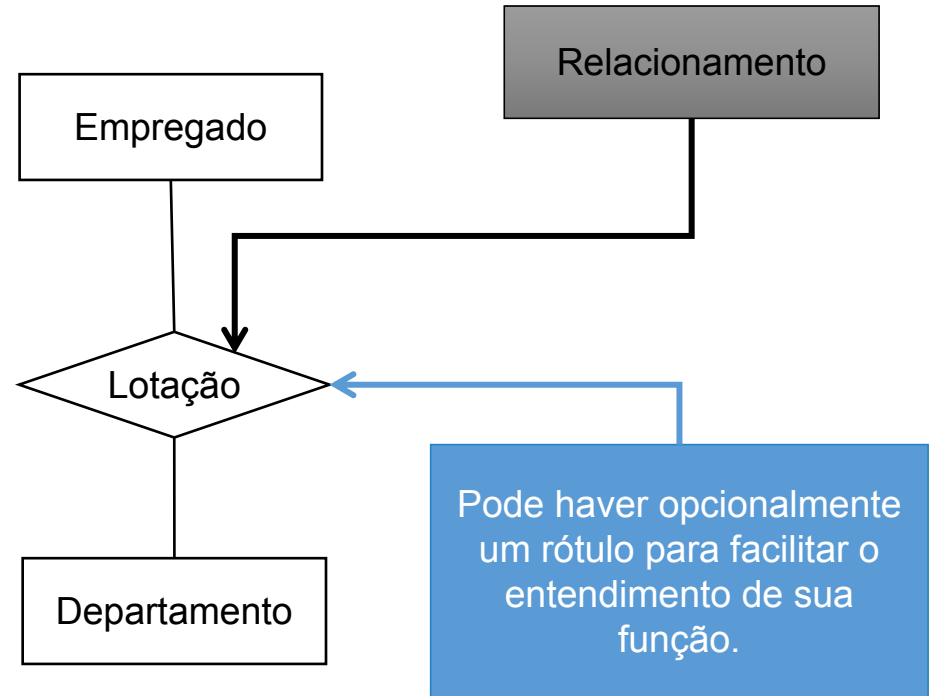 Relacionamento
Empregado
Lotação
Pode haver opcionalmente
um rótulo para facilitar o
entendimento de sua
função.
Departamento